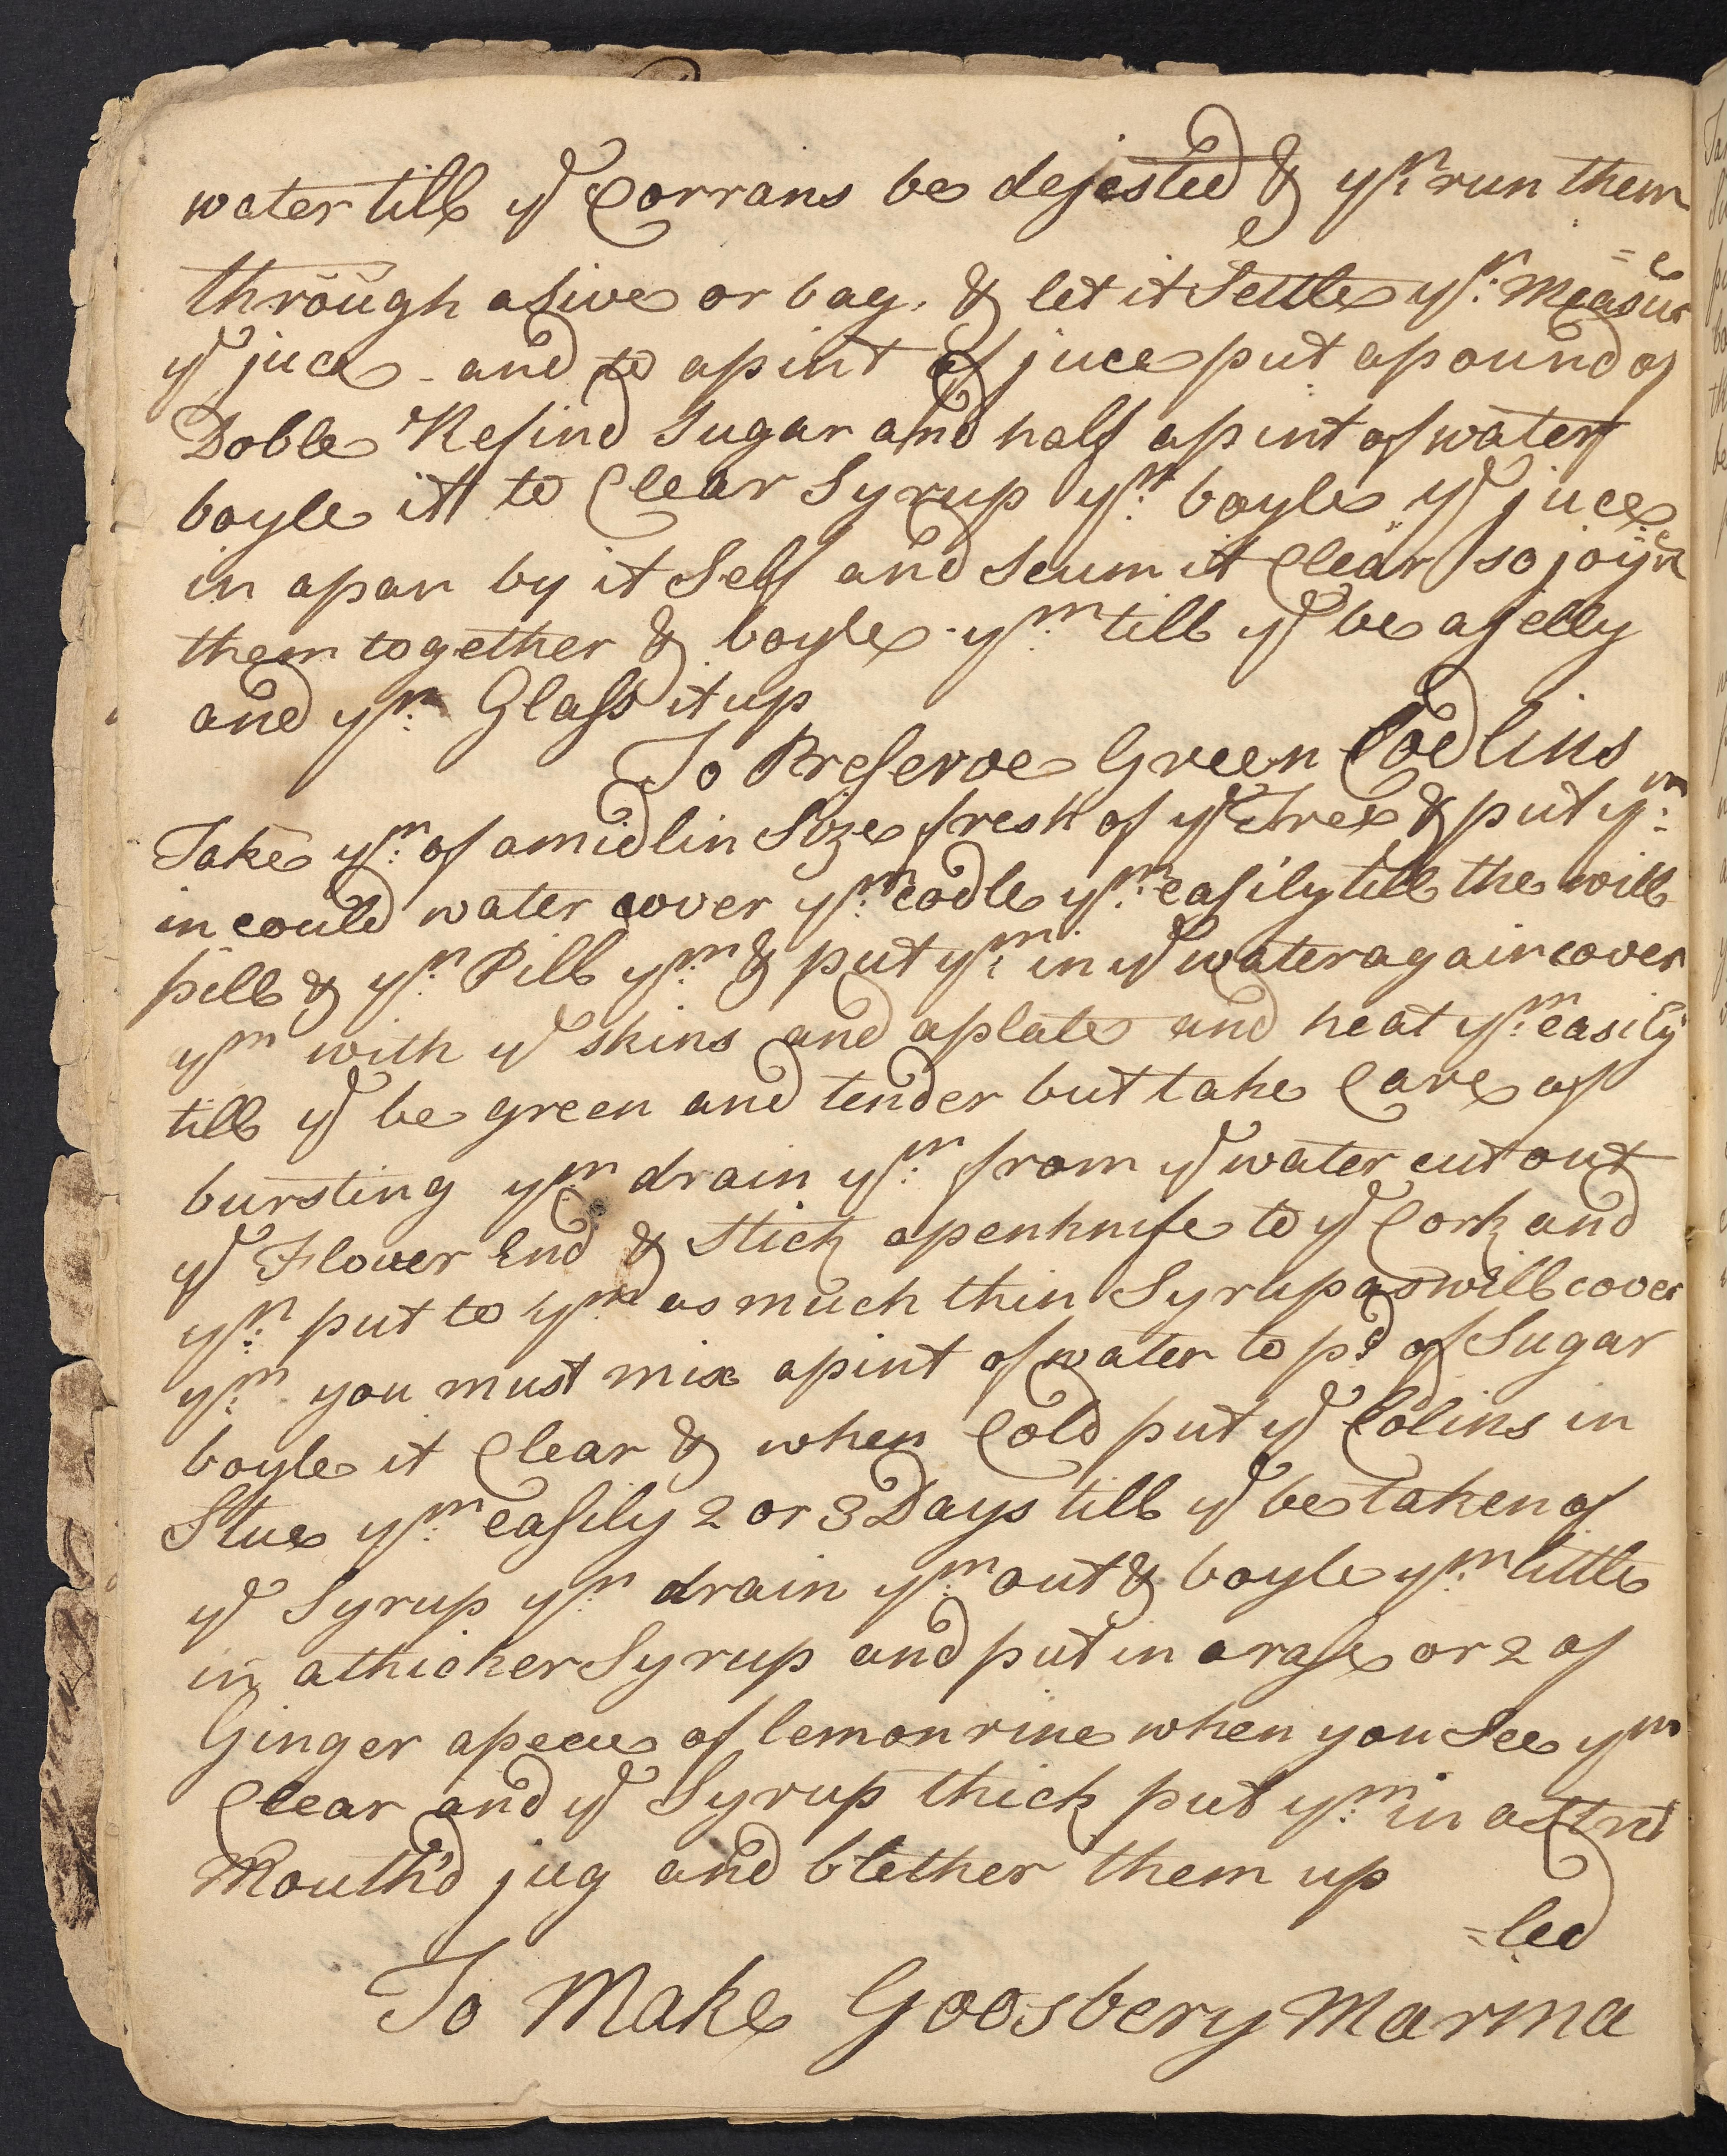 water till ye Corrans be dejested & yn: run them
through a sive or bag, & let it Settle yn: Measur=e
ye juce and to a pint of juce put a pound of
Doble Refind Sugar and half a pint of water
boyle itt to Clear Syrup yn: boyle ye juce
in a pan by it Self and Scum it Clear so joyn
them together & boyle ym: till ye be a jelly
and yn: Glass it up
To Preserve Green Codlins
Take ym: of a midlin Size fresh of ye tree & put ym:
in could water cover ym: codle ym: easily till the will
pill & yn: Pill ym: & put ym: in ye water again cover
ym with ye skins and a plate and heat ym: easily
till ye be green and tender but take Care of
bursting ym drain ym: from ye water cut out
ye Flower End & Stick a penknife to ye Cork and
yn: put to ym as much thin Syrup as will cover
ym: you must mix a pint of water to pd of Sugar
boyle it Clear & when Cold put ye Colins in
Stue ym: easily 2 or 3 Days till ye be taken of
ye Syrup yn: drain ym: out & boyle ym: little
in a thicker Syrup and put in a rase or 2 of
Ginger a peece of lemon rine when you See ym
Clear and ye Syrup thick put ym: in a
Mouth'd jug and blether them up
To Make Goosbery Marma=led